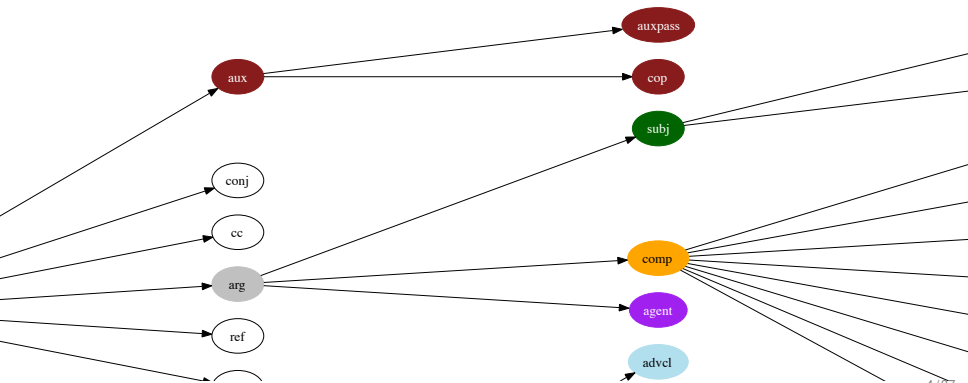 auxpass
aux
cop
subj
conj
cc
comp
arg
agent
ref
advcl